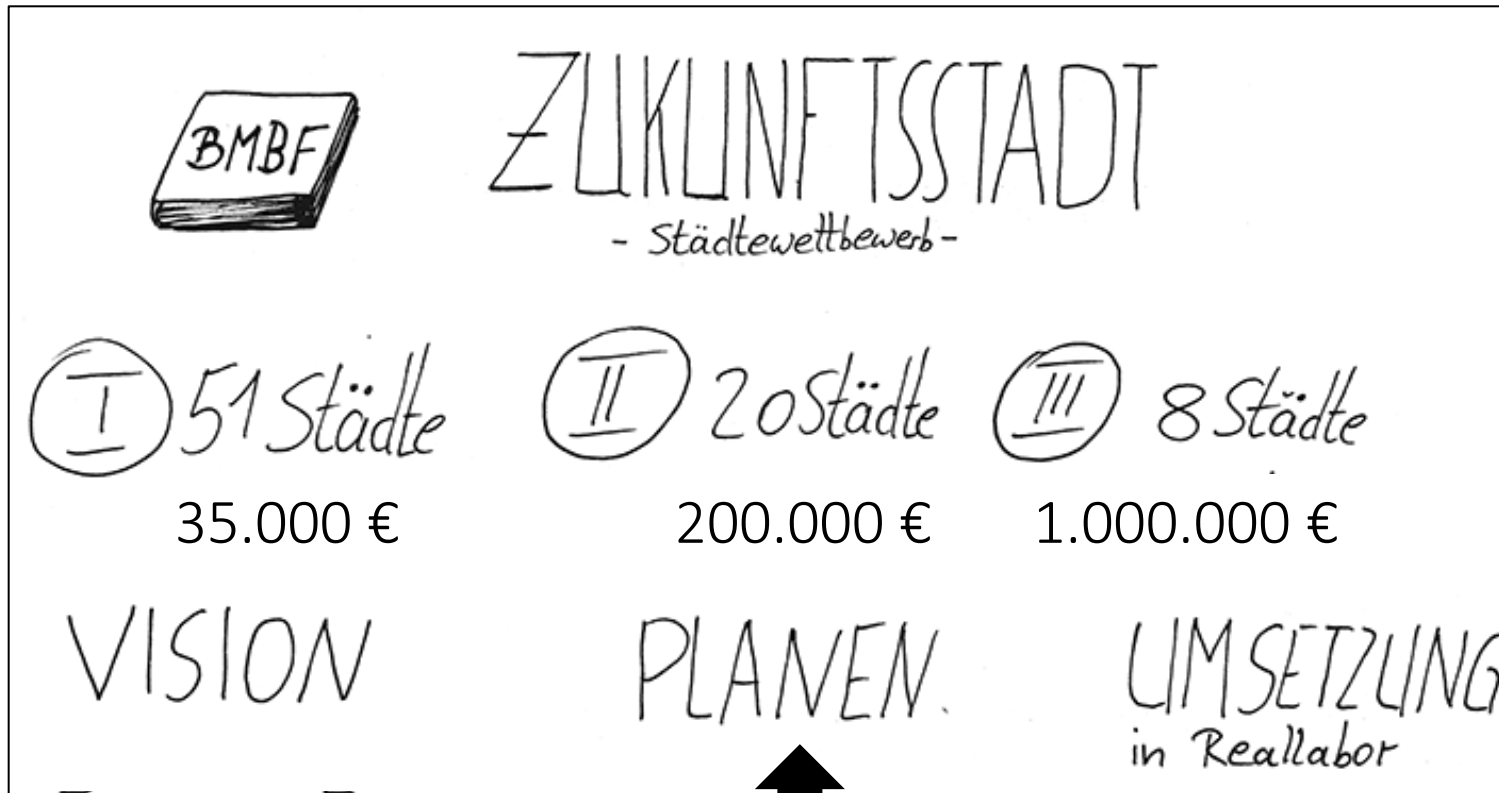 BMBF
ZUKUNFTSSTADT
- Städtewettbewerb -
I 51 Städte II 20 Städte III 8 Städte
35.000 € 200.000 € 1.000.000 €
VISION PLANEN UMSETZUNG
in Reallabor